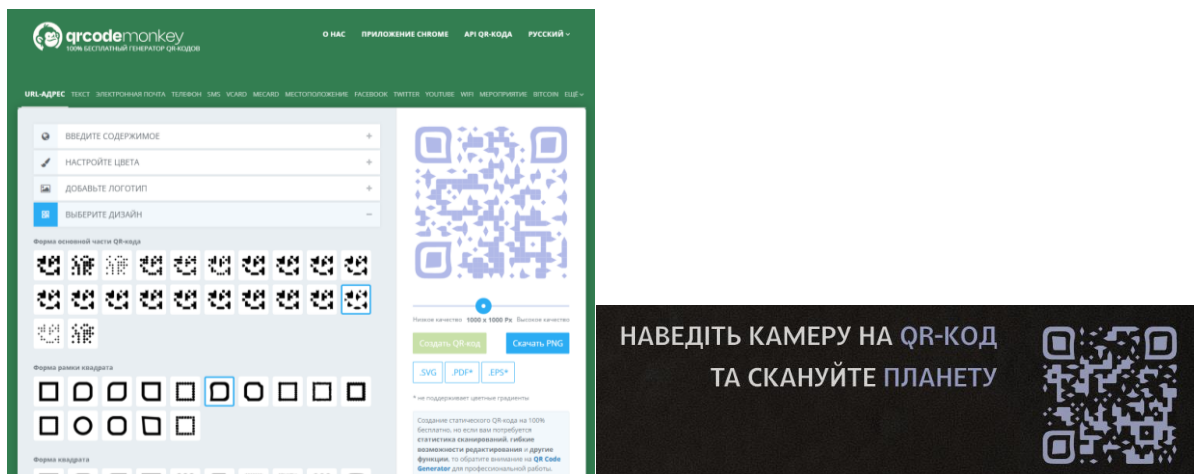 qrcodemonkey
100% БЕСПЛАТНЫЙ ГЕНЕРАТОР QR-КОДОВ
О НАС ПРИЛОЖЕНИЕ CHROME API QR-КОДА РУССКИЙ
URL-АДРЕС ТЕКСТ ЭЛЕКТРОННАЯ ПОЧТА ТЕЛЕФОН SMS VCARD MECARD МЕСТОПОЛОЖЕНИЕ FACEBOOK TWITTER YOUTUBE WIFI МЕРОПРИЯТИЕ BITCOIN ЕЩЁ
ВВЕДИТЕ СОДЕРЖИМОЕ +
НАСТРОЙТЕ ЦВЕТА +
ДОБАВЬТЕ ЛОГОТИП +
ВЫБЕРИТЕ ДИЗАЙН −
Форма основной части QR-кода
Форма рамки квадрата
Форма квадрата
Низкое качество 1000 x 1000 Px Высокое качество
Создать QR-код Скачать PNG
.SVG .PDF* .EPS*
* не поддерживает цветные градиенты
Создание статического QR-кода на 100%
бесплатно, но если вам потребуется
статистика сканирований, гибкие
возможности редактирования и другие
функции, то обратите внимание на QR Code
Generator для профессиональной работы.
НАВЕДІТЬ КАМЕРУ НА QR-КОД
ТА СКАНУЙТЕ ПЛАНЕТУ